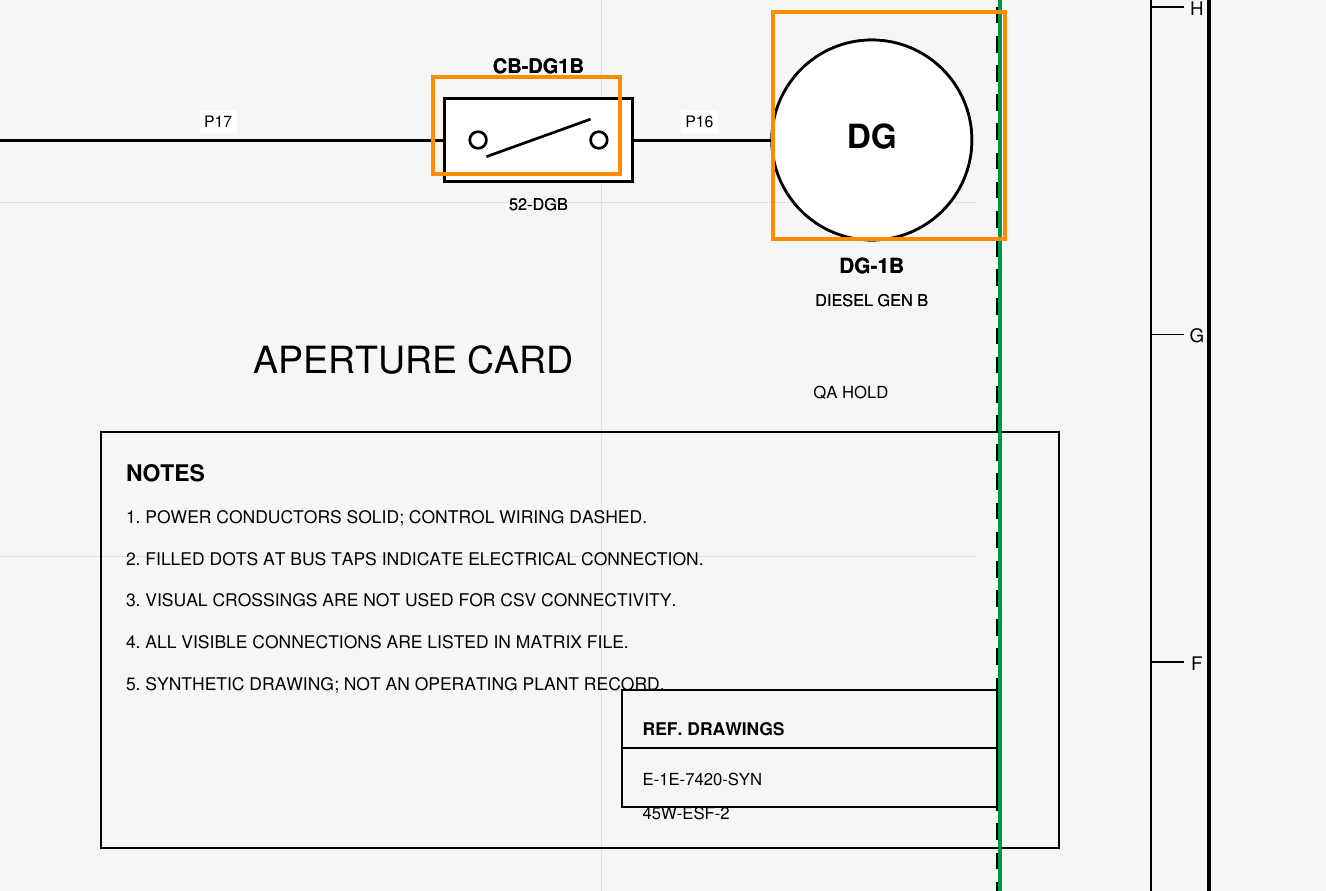 H
CB-DG1B
P17
P16
DG
52-DGB
DG-1B
DIESEL GEN B
G
APERTURE CARD
QA HOLD
NOTES
1. POWER CONDUCTORS SOLID; CONTROL WIRING DASHED.
2. FILLED DOTS AT BUS TAPS INDICATE ELECTRICAL CONNECTION.
3. VISUAL CROSSINGS ARE NOT USED FOR CSV CONNECTIVITY.
4. ALL VISIBLE CONNECTIONS ARE LISTED IN MATRIX FILE.
F
5. SYNTHETIC DRAWING; NOT AN OPERATING PLANT RECORD.
REF. DRAWINGS
E-1E-7420-SYN
45W-ESF-2